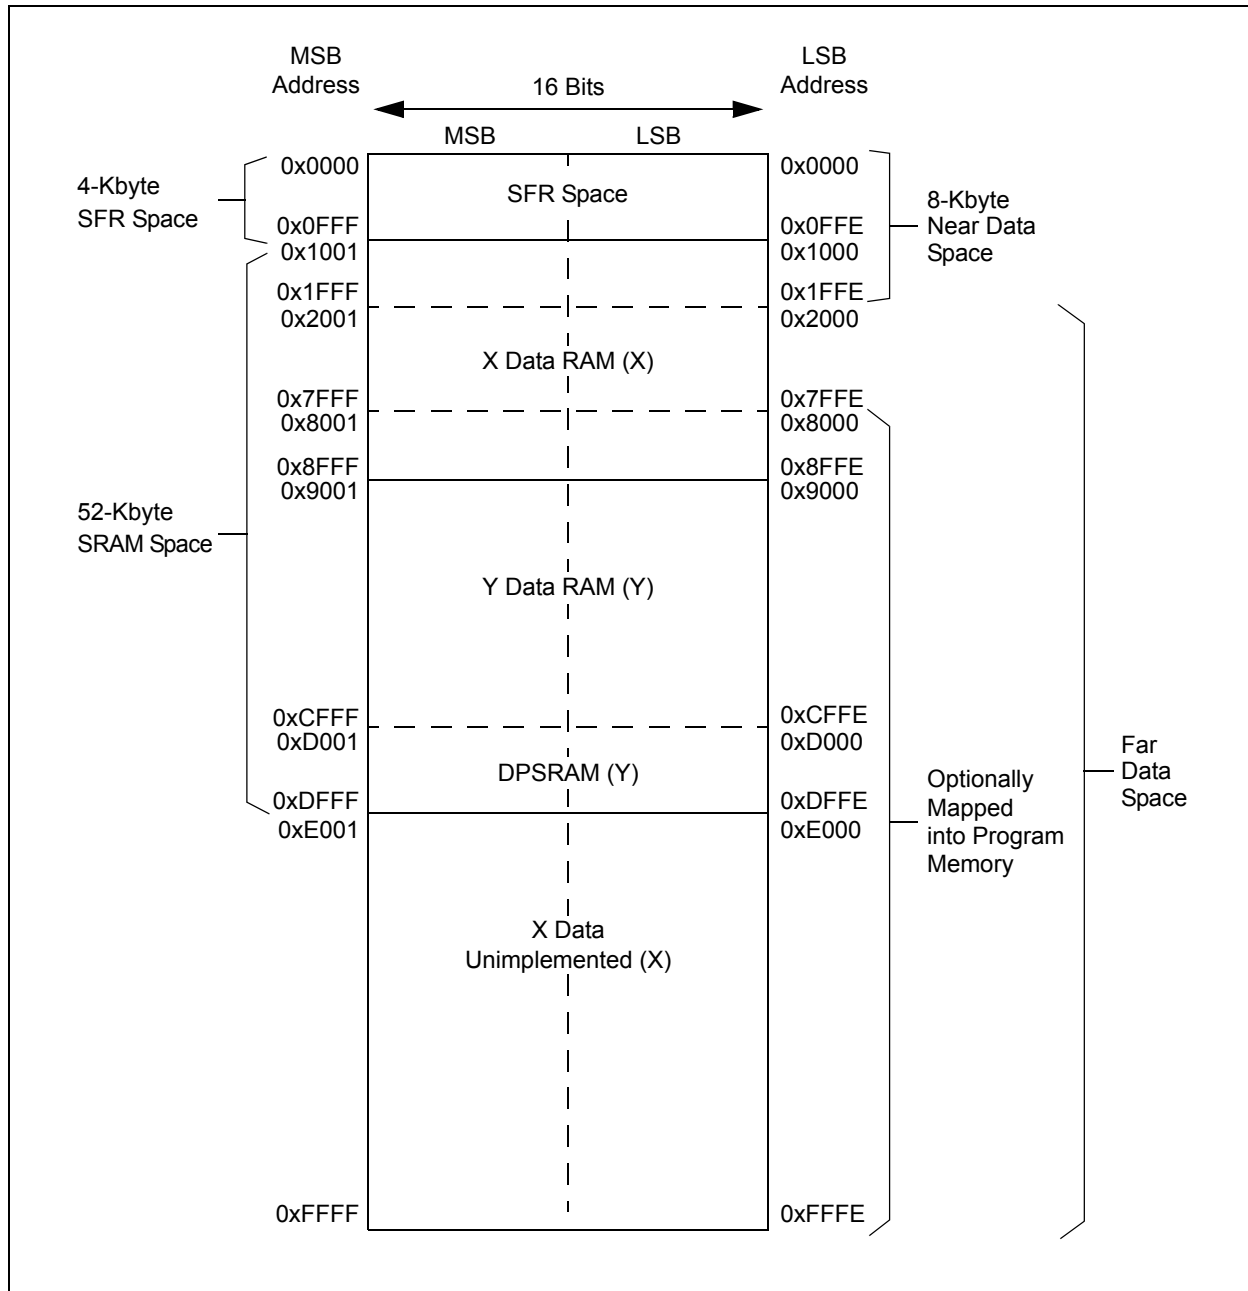 MSB
Address
LSB
Address
16 Bits
MSB
LSB
0x0000
0x0000
4-Kbyte
SFR Space
SFR Space
8-Kbyte
Near Data
Space
0x0FFF
0x0FFE
0x1001
0x1000
0x1FFF
0x1FFE
0x2001
0x2000
X Data RAM (X)
0x7FFF
0x7FFE
0x8001
0x8000
0x8FFF
0x8FFE
0x9001
0x9000
52-Kbyte
SRAM Space
Y Data RAM (Y)
0xCFFF
0xCFFE
0xD001
0xD000
DPSRAM (Y)
0xDFFF
0xDFFE
0xE001
0xE000
Optionally
Mapped
into Program
Memory
Far
Data
Space
X Data
Unimplemented (X)
0xFFFF
0xFFFE